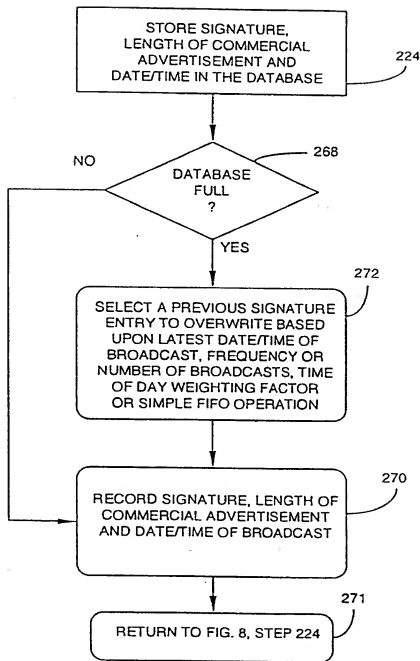 STORE SIGNATURE,
LENGTH OF COMMERCIAL
ADVERTISEMENT AND
DATE/TIME IN THE DATABASE
224
NO
268
DATABASE
FULL
?
YES
272
SELECT A PREVIOUS SIGNATURE
ENTRY TO OVERWRITE BASED
UPON LATEST DATE/TIME OF
BROADCAST, FREQUENCY OR
NUMBER OF BROADCASTS, TIME
OF DAY WEIGHTING FACTOR
OR SIMPLE FIFO OPERATION
270
RECORD SIGNATURE, LENGTH OF
COMMERCIAL ADVERTISEMENT
AND DATE/TIME OF BROADCAST
271
RETURN TO FIG. 8, STEP 224